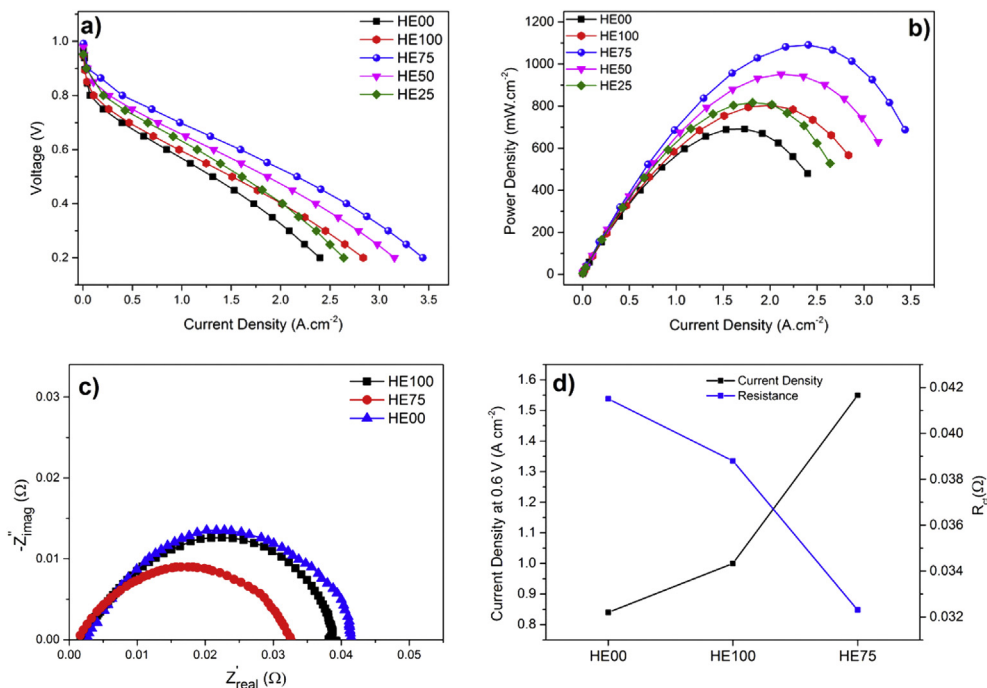 a)
HE00
HE100
HE75
HE50
HE25
1.0
0.8
0.6
0.4
0.2
Voltage (V)
0.0 0.5 1.0 1.5 2.0 2.5 3.0 3.5
Current Density (A.cm-2)
b)
HE00
HE100
HE75
HE50
HE25
1200
1000
800
600
400
200
0
Power Density (mW.cm-2)
0.0 0.5 1.0 1.5 2.0 2.5 3.0 3.5
Current Density (A.cm-2)
c)
HE100
HE75
HE00
0.03
0.02
0.01
0.00
-Z"imag (Ω)
0.00 0.01 0.02 0.03 0.04 0.05
Z'real (Ω)
d)
Current Density
Resistance
1.6
1.5
1.4
1.3
1.2
1.1
1.0
0.9
0.8
Current Density at 0.6 V (A cm-2)
0.042
0.040
0.038
0.036
0.034
0.032
Rct(Ω)
HE00 HE100 HE75